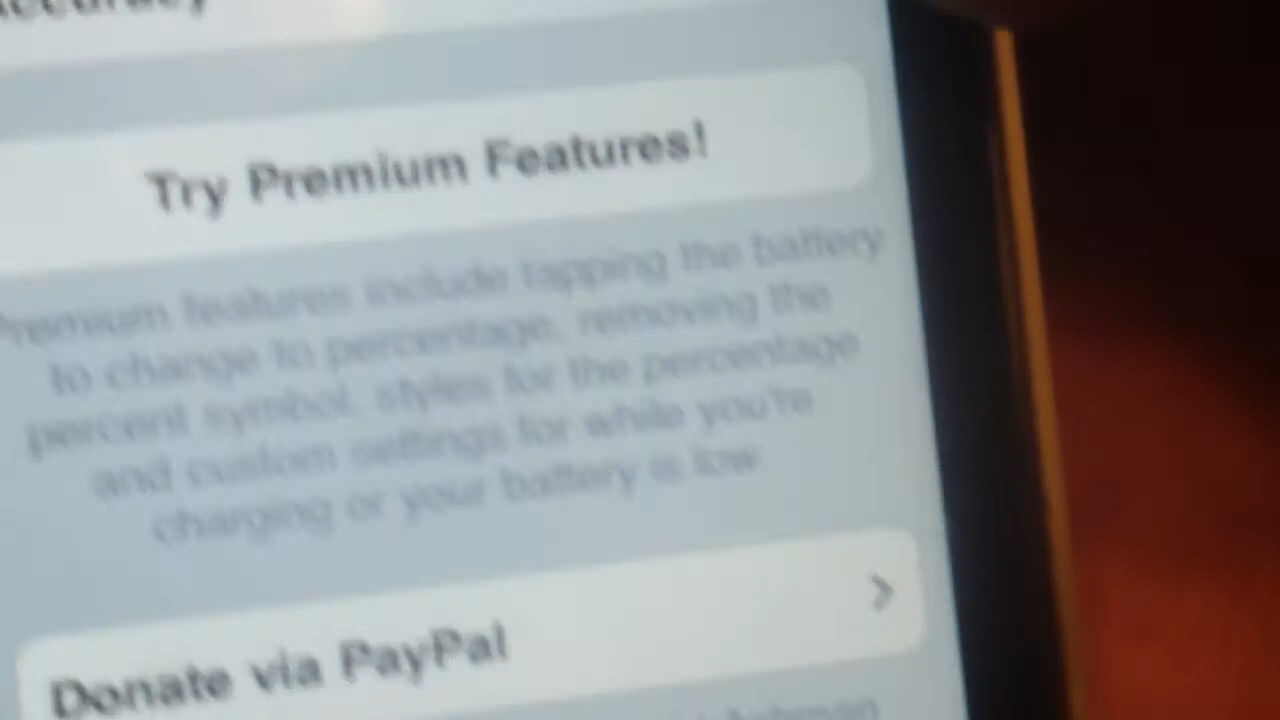 Accuracy
Try Premium Features!
Premium features include tapping the battery
to change to percentage, removing the
percent symbol, styles for the percentage
and custom settings for while you're
charging or your battery is low
Donate via PayPal